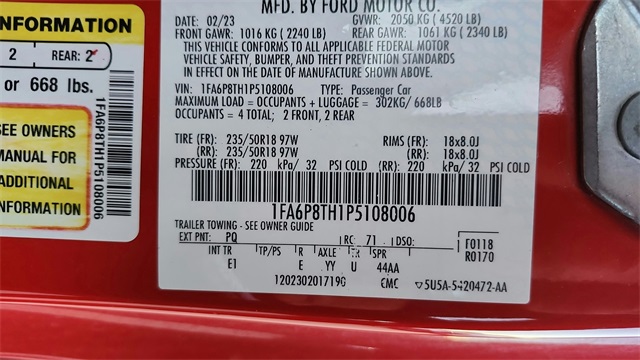 NFORMATION
2 REAR: 2
or 668 lbs.
SEE OWNERS
MANUAL FOR
ADDITIONAL
1FA6P8TH1P5108006
MFD. BY FORD MOTOR CO.
DATE: 02/23 GVWR: 2050 KG ( 4520 LB)
FRONT GAWR: 1016 KG ( 2240 LB) REAR GAWR: 1061 KG ( 2340 LB)
THIS VEHICLE CONFORMS TO ALL APPLICABLE FEDERAL MOTOR
VEHICLE SAFETY, BUMPER, AND THEFT PREVENTION STANDARDS
IN EFFECT ON THE DATE OF MANUFACTURE SHOWN ABOVE.
VIN: 1FA6P8TH1P5108006 TYPE: Passenger Car
MAXIMUM LOAD = OCCUPANTS + LUGGAGE = 302KG/ 668LB
OCCUPANTS = 4 TOTAL; 2 FRONT, 2 REAR
TIRE (FR): 235/50R18 97W RIMS (FR): 18x8.0J
(RR): 235/50R18 97W (RR): 18x8.0J
PRESSURE (FR): 220 kPa/ 32 PSI COLD (RR): 220 kPa/ 32 PSI COLD
1FA6P8TH1P5108006
TRAILER TOWING - SEE OWNER GUIDE
EXT PNT: PQ RC: 71 DSO: F0118
INT TR TP/PS R AXLE TR SPR R0170
E1 E YY U 44AA
1202302017190 CMC 5U5A-5420472-AA